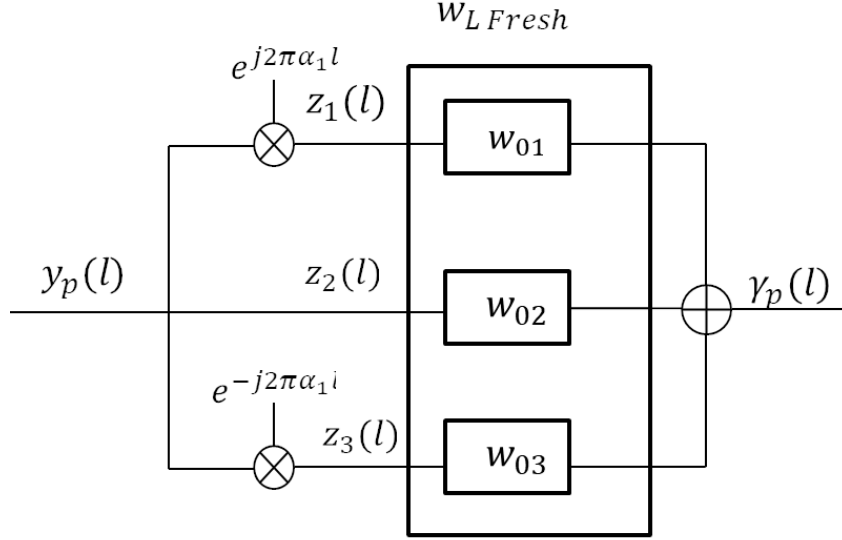 w_{L Fresh}
e^{j2πα_1 l}
z_1(l)
w_{01}
y_p(l)
z_2(l)
w_{02}
γ_p(l)
e^{-j2πα_1 l}
z_3(l)
w_{03}